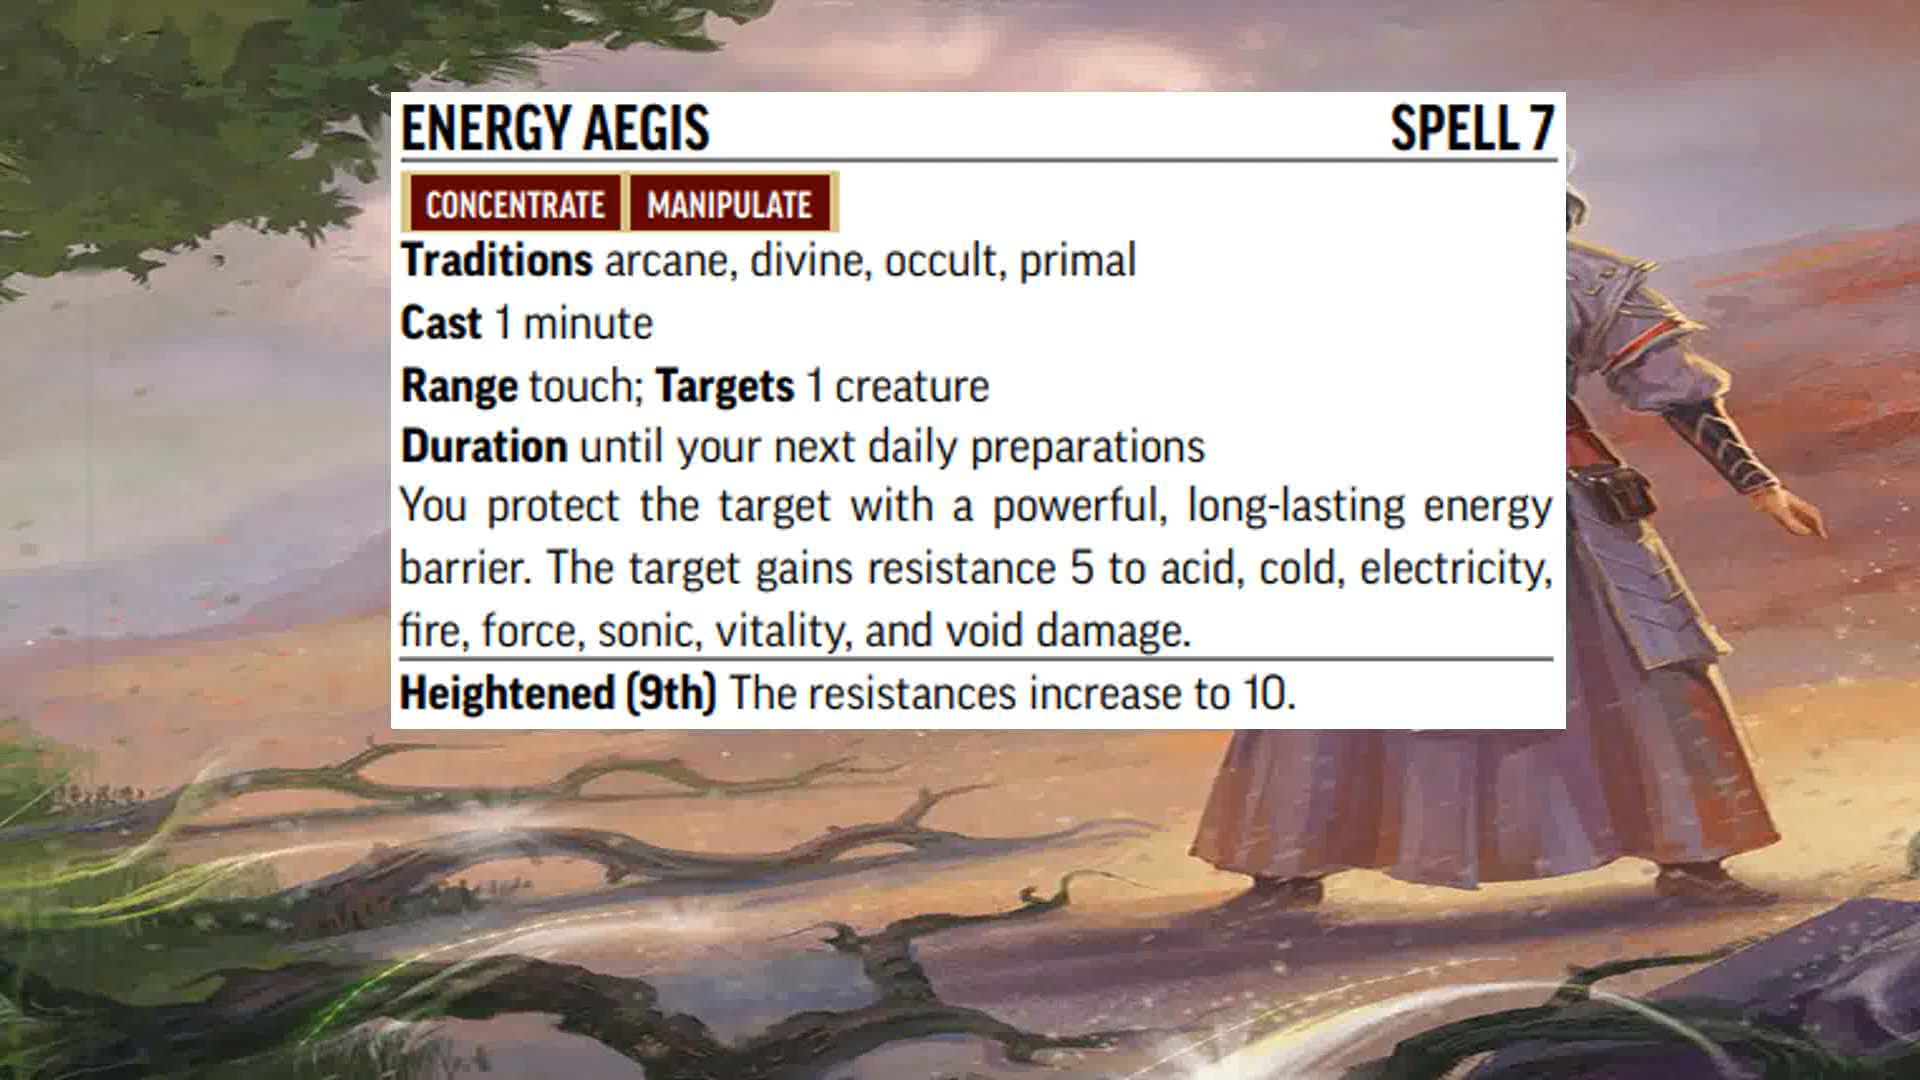 ENERGY AEGIS SPELL 7
CONCENTRATE MANIPULATE
Traditions arcane, divine, occult, primal
Cast 1 minute
Range touch; Targets 1 creature
Duration until your next daily preparations
You protect the target with a powerful, long-lasting energy
barrier. The target gains resistance 5 to acid, cold, electricity,
fire, force, sonic, vitality, and void damage.
Heightened (9th) The resistances increase to 10.